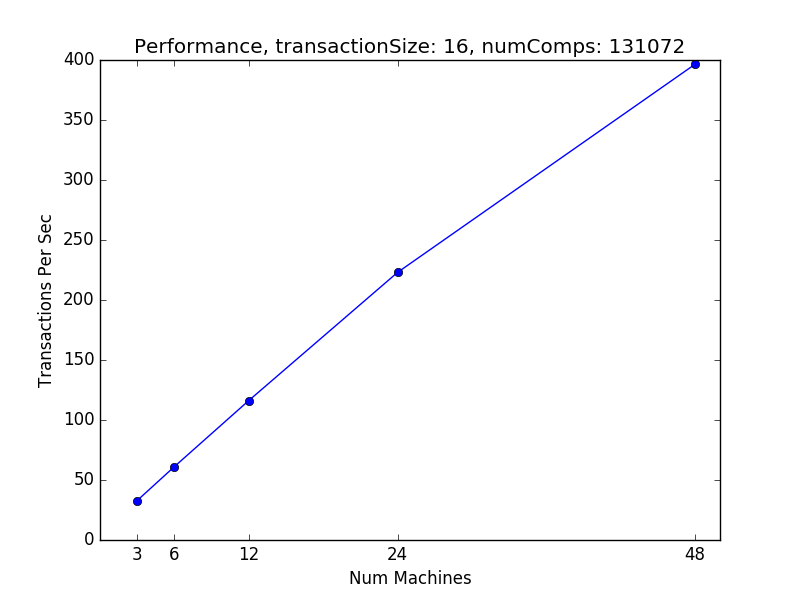 Performance, transactionSize: 16, numComps: 131072
400
350
300
250
200
150
100
50
0
Transactions Per Sec
3 6 12 24 48
Num Machines